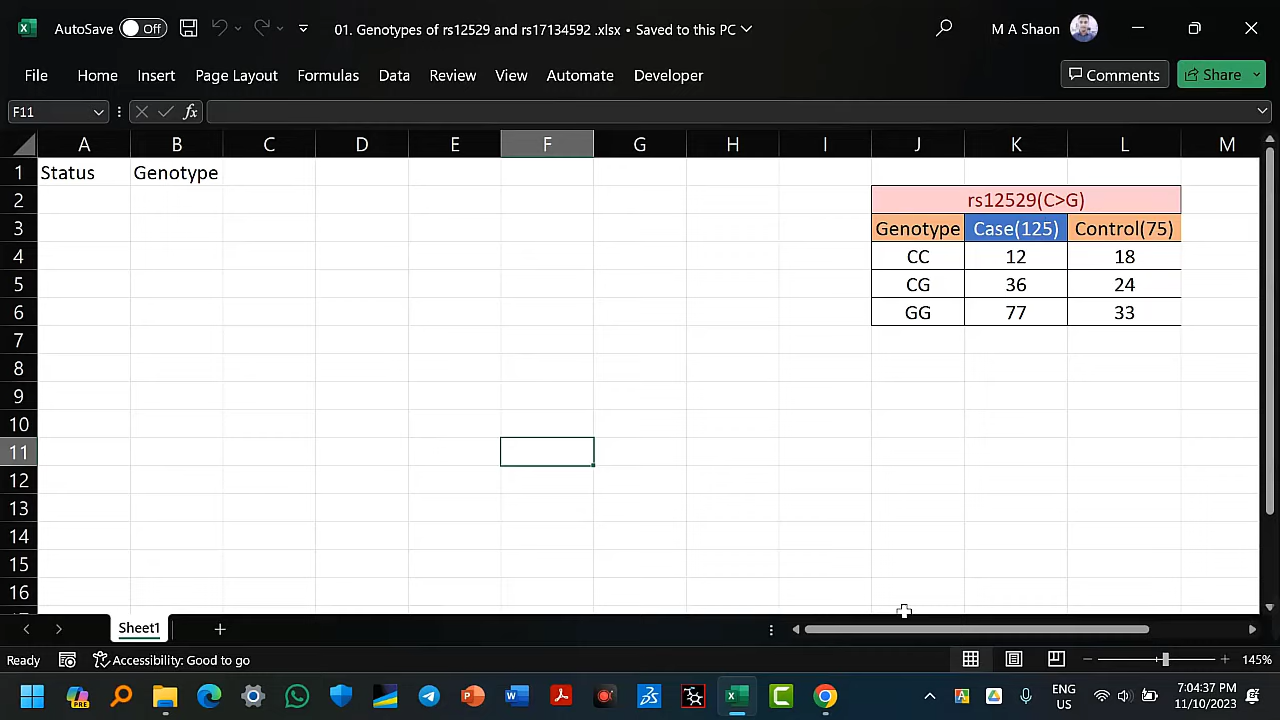 AutoSave Off 01. Genotypes of rs12529 and rs17134592 .xlsx • Saved to this PC M A Shaon
File Home Insert Page Layout Formulas Data Review View Automate Developer Comments Share
F11 fx
A B C D E F G H I J K L M
1 Status Genotype
2 rs12529(C>G)
3 Genotype Case(125) Control(75)
4 CC 12 18
5 CG 36 24
6 GG 77 33
7
8
9
10
11
12
13
14
15
16
Sheet1
Ready Accessibility: Good to go 145%
PRE ENG 7:04:37 PM
US 11/10/2023